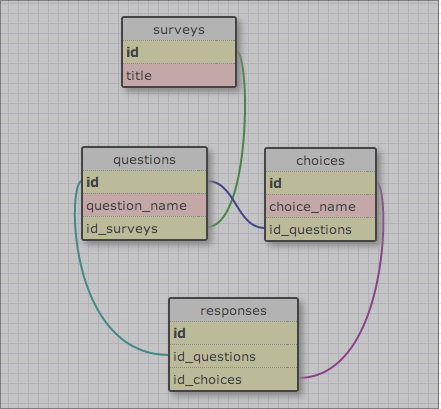 surveys
id
title
questions
id
question_name
id_surveys
choices
id
choice_name
id_questions
responses
id
id_questions
id_choices